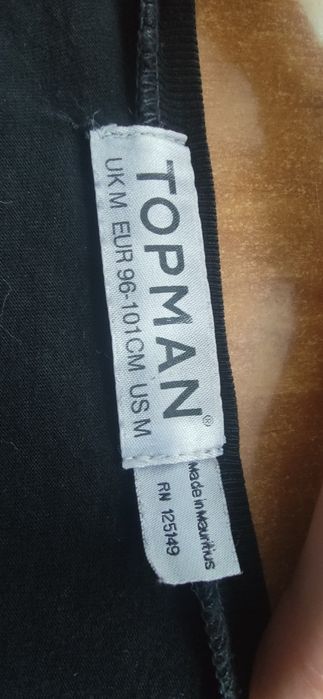 TOPMAN®
UK M EUR 96-101CM US M
Made in Mauritius
RN 125149